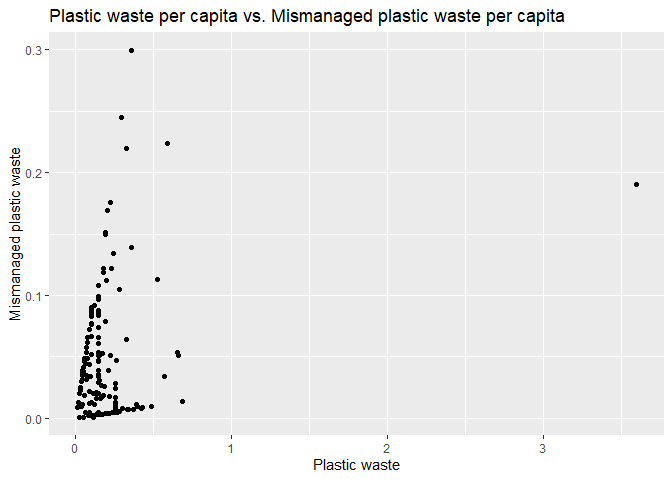 Plastic waste per capita vs. Mismanaged plastic waste per capita
0.3
0.2
0.1
0.0
Mismanaged plastic waste
0
1
2
3
Plastic waste